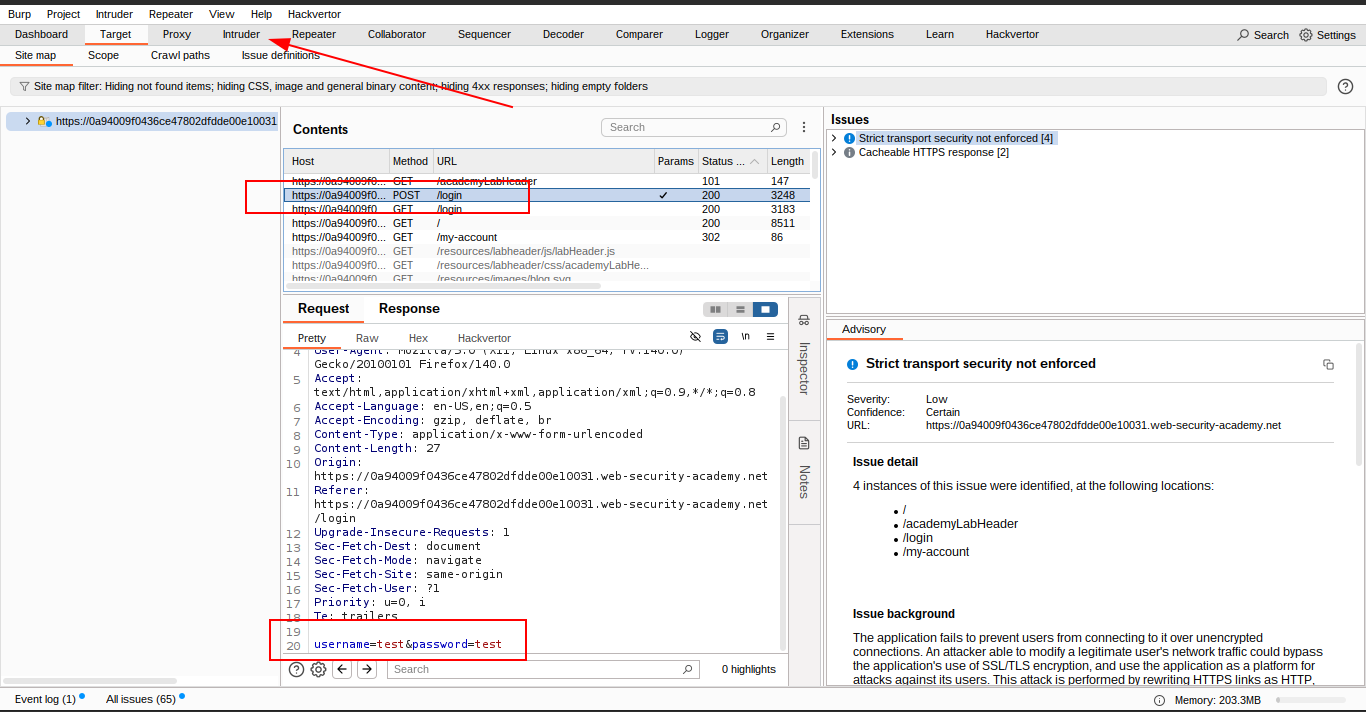 Burp Project Intruder Repeater View Help Hackvertor
Dashboard Target Proxy Intruder Repeater Collaborator Sequencer Decoder Comparer Logger Organizer Extensions Learn Hackvertor Search Settings
Site map Scope Crawl paths Issue definitions
Site map filter: Hiding not found items; hiding CSS, image and general binary content; hiding 4xx responses; hiding empty folders
https://0a94009f0436ce47802dfdde00e10031
Contents
Search
Host Method URL Params Status ... Length
https://0a94009f0... GET /academyLabHeader 101 147
https://0a94009f0... POST /login ✓ 200 3248
https://0a94009f0... GET /login 200 3183
https://0a94009f0... GET / 200 8511
https://0a94009f0... GET /my-account 302 86
https://0a94009f0... GET /resources/labheader/js/labHeader.js
https://0a94009f0... GET /resources/labheader/css/academyLabHe...
https://0a94009f0... GET /resources/images/blog.svg
Request Response
Pretty Raw Hex Hackvertor
\n
4 User-Agent: Mozilla/5.0 (X11; Linux x86_64; rv:140.0)
Gecko/20100101 Firefox/140.0
5 Accept:
text/html,application/xhtml+xml,application/xml;q=0.9,*/*;q=0.8
6 Accept-Language: en-US,en;q=0.5
7 Accept-Encoding: gzip, deflate, br
8 Content-Type: application/x-www-form-urlencoded
9 Content-Length: 27
10 Origin:
https://0a94009f0436ce47802dfdde00e10031.web-security-academy.net
11 Referer:
https://0a94009f0436ce47802dfdde00e10031.web-security-academy.net
/login
12 Upgrade-Insecure-Requests: 1
13 Sec-Fetch-Dest: document
14 Sec-Fetch-Mode: navigate
15 Sec-Fetch-Site: same-origin
16 Sec-Fetch-User: ?1
17 Priority: u=0, i
18 Te: trailers
19
20 username=test&password=test
Search
0 highlights
Inspector
Notes
Issues
Strict transport security not enforced [4]
Cacheable HTTPS response [2]
Advisory
Strict transport security not enforced
Severity: Low
Confidence: Certain
URL: https://0a94009f0436ce47802dfdde00e10031.web-security-academy.net
Issue detail
4 instances of this issue were identified, at the following locations:
• /
• /academyLabHeader
• /login
• /my-account
Issue background
The application fails to prevent users from connecting to it over unencrypted
connections. An attacker able to modify a legitimate user's network traffic could bypass
the application's use of SSL/TLS encryption, and use the application as a platform for
attacks against its users. This attack is performed by rewriting HTTPS links as HTTP,
Event log (1) All issues (65) Memory: 203.3MB